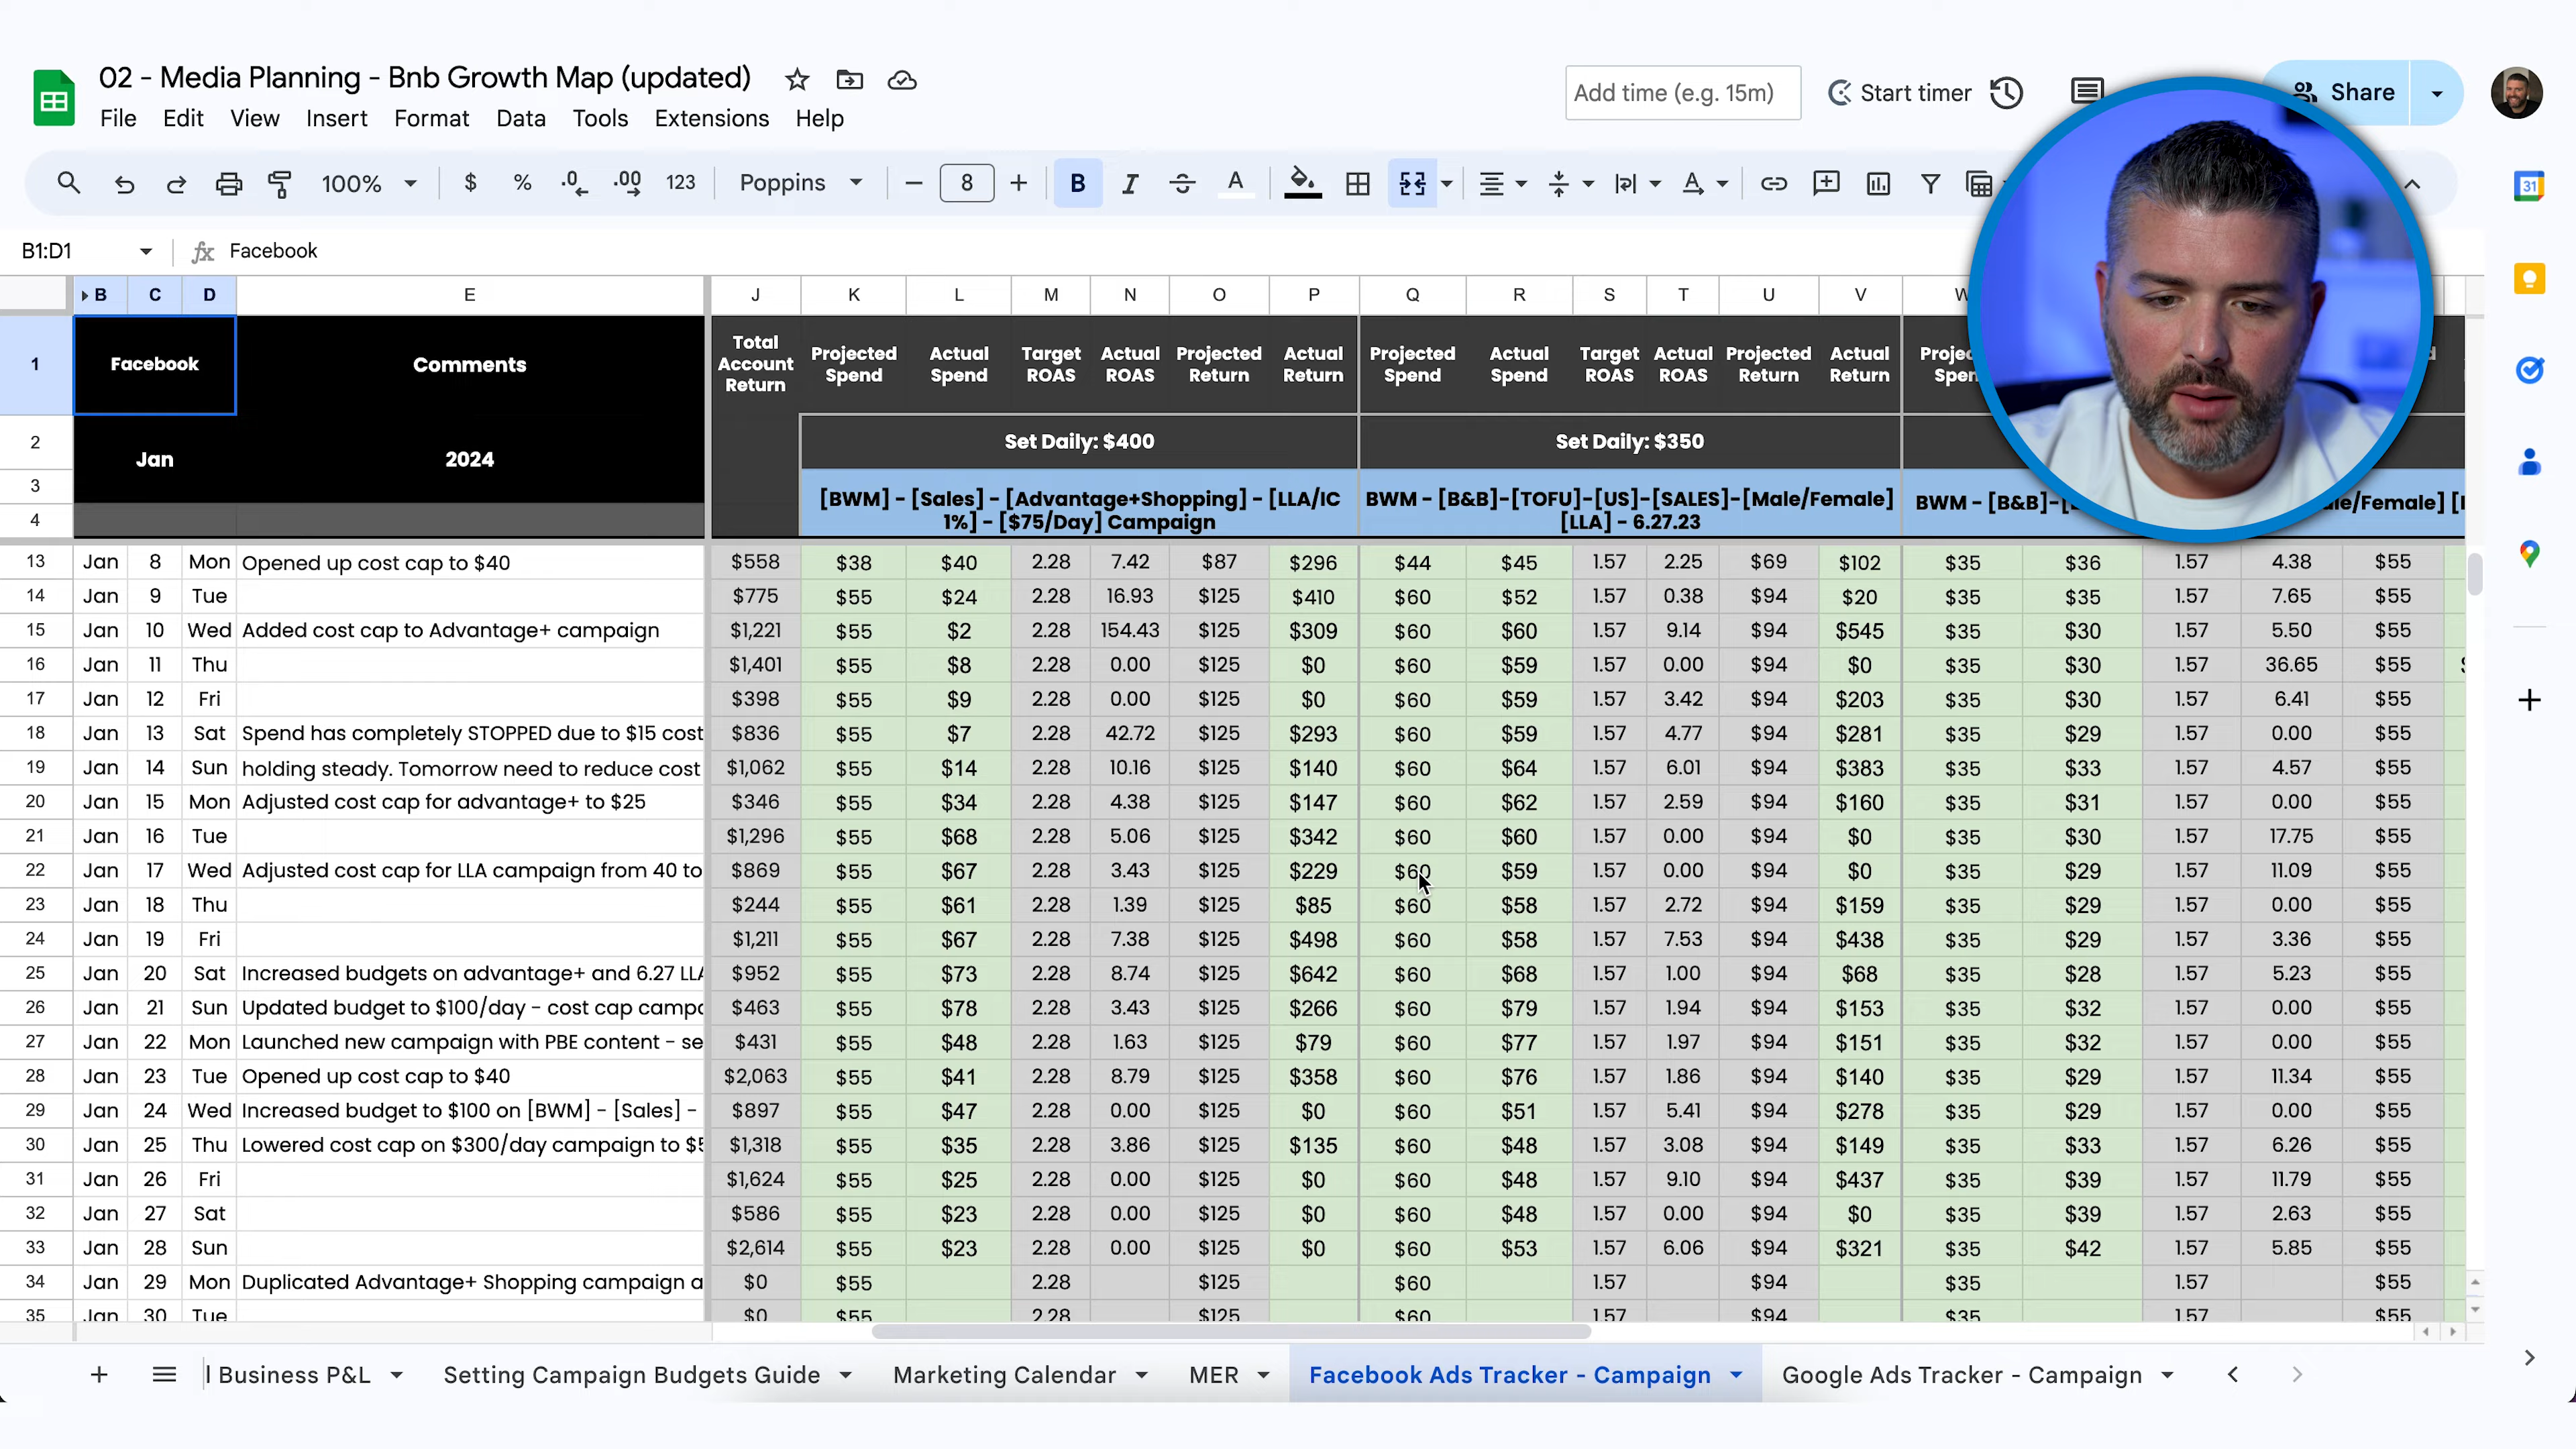 02 - Media Planning - Bnb Growth Map (updated)
Add time (e.g. 15m)
Start timer
Share
File Edit View Insert Format Data Tools Extensions Help
100% $ % .0 .00 123 Poppins 8 B I A
B1:D1 Facebook
B C D E J K L M N O P Q R S T U V
1 Facebook Comments Total Account Return Projected Spend Actual Spend Target ROAS Actual ROAS Projected Return Actual Return Projected Spend Actual Spend Target ROAS Actual ROAS Projected Return Actual Return
2 Jan 2024 Set Daily: $400 Set Daily: $350
3 [BWM] - [Sales] - [Advantage+Shopping] - [LLA/IC BWM - [B&B]-[TOFU]-[US]-[SALES]-[Male/Female] BWM - [B&B]-
4 1%] - [$75/Day] Campaign [LLA] - 6.27.23
13 Jan 8 Mon Opened up cost cap to $40 $558 $38 $40 2.28 7.42 $87 $296 $44 $45 1.57 2.25 $69 $102 $35 $36 1.57 4.38 $55
14 Jan 9 Tue $775 $55 $24 2.28 16.93 $125 $410 $60 $52 1.57 0.38 $94 $20 $35 $35 1.57 7.65 $55
15 Jan 10 Wed Added cost cap to Advantage+ campaign $1,221 $55 $2 2.28 154.43 $125 $309 $60 $60 1.57 9.14 $94 $545 $35 $30 1.57 5.50 $55
16 Jan 11 Thu $1,401 $55 $8 2.28 0.00 $125 $0 $60 $59 1.57 0.00 $94 $0 $35 $30 1.57 36.65 $55
17 Jan 12 Fri $398 $55 $9 2.28 0.00 $125 $0 $60 $59 1.57 3.42 $94 $203 $35 $30 1.57 6.41 $55
18 Jan 13 Sat Spend has completely STOPPED due to $15 cost $836 $55 $7 2.28 42.72 $125 $293 $60 $59 1.57 4.77 $94 $281 $35 $29 1.57 0.00 $55
19 Jan 14 Sun holding steady. Tomorrow need to reduce cost $1,062 $55 $14 2.28 10.16 $125 $140 $60 $64 1.57 6.01 $94 $383 $35 $33 1.57 4.57 $55
20 Jan 15 Mon Adjusted cost cap for advantage+ to $25 $346 $55 $34 2.28 4.38 $125 $147 $60 $62 1.57 2.59 $94 $160 $35 $31 1.57 0.00 $55
21 Jan 16 Tue $1,296 $55 $68 2.28 5.06 $125 $342 $60 $60 1.57 0.00 $94 $0 $35 $30 1.57 17.75 $55
22 Jan 17 Wed Adjusted cost cap for LLA campaign from 40 to $869 $55 $67 2.28 3.43 $125 $229 $60 $59 1.57 0.00 $94 $0 $35 $29 1.57 11.09 $55
23 Jan 18 Thu $244 $55 $61 2.28 1.39 $125 $85 $60 $58 1.57 2.72 $94 $159 $35 $29 1.57 0.00 $55
24 Jan 19 Fri $1,211 $55 $67 2.28 7.38 $125 $498 $60 $58 1.57 7.53 $94 $438 $35 $29 1.57 3.36 $55
25 Jan 20 Sat Increased budgets on advantage+ and 6.27 LLA $952 $55 $73 2.28 8.74 $125 $642 $60 $68 1.57 1.00 $94 $68 $35 $28 1.57 5.23 $55
26 Jan 21 Sun Updated budget to $100/day - cost cap camp $463 $55 $78 2.28 3.43 $125 $266 $60 $79 1.57 1.94 $94 $153 $35 $32 1.57 0.00 $55
27 Jan 22 Mon Launched new campaign with PBE content - se $431 $55 $48 2.28 1.63 $125 $79 $60 $77 1.57 1.97 $94 $151 $35 $32 1.57 0.00 $55
28 Jan 23 Tue Opened up cost cap to $40 $2,063 $55 $41 2.28 8.79 $125 $358 $60 $76 1.57 1.86 $94 $140 $35 $29 1.57 11.34 $55
29 Jan 24 Wed Increased budget to $100 on [BWM] - [Sales] - $897 $55 $47 2.28 0.00 $125 $0 $60 $51 1.57 5.41 $94 $278 $35 $29 1.57 0.00 $55
30 Jan 25 Thu Lowered cost cap on $300/day campaign to $5 $1,318 $55 $35 2.28 3.86 $125 $135 $60 $48 1.57 3.08 $94 $149 $35 $33 1.57 6.26 $55
31 Jan 26 Fri $1,624 $55 $25 2.28 0.00 $125 $0 $60 $48 1.57 9.10 $94 $437 $35 $39 1.57 11.79 $55
32 Jan 27 Sat $586 $55 $23 2.28 0.00 $125 $0 $60 $48 1.57 0.00 $94 $0 $35 $39 1.57 2.63 $55
33 Jan 28 Sun $2,614 $55 $23 2.28 0.00 $125 $0 $60 $53 1.57 6.06 $94 $321 $35 $42 1.57 5.85 $55
34 Jan 29 Mon Duplicated Advantage+ Shopping campaign a $0 $55 2.28 $125 $60 1.57 $94 $35 1.57 $55
35 Jan 30 Tue $0 $55 2.28 $125 $60 1.57 $94 $35 1.57 $55
Business P&L Setting Campaign Budgets Guide Marketing Calendar MER Facebook Ads Tracker - Campaign Google Ads Tracker - Campaign